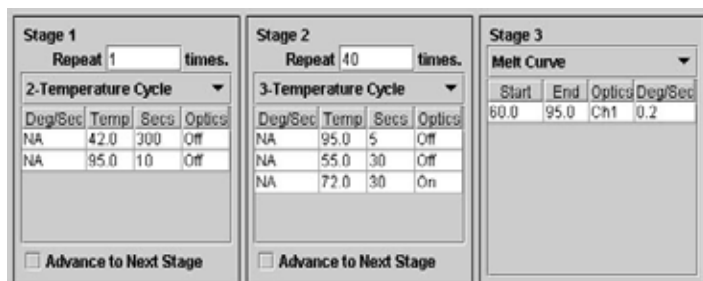 Stage 1
Repeat 1 times.
2-Temperature Cycle
Deg/Sec Temp Secs Optics
NA 42.0 300 Off
NA 95.0 10 Off
Advance to Next Stage
Stage 2
Repeat 40 times.
3-Temperature Cycle
Deg/Sec Temp Secs Optics
NA 95.0 5 Off
NA 55.0 30 Off
NA 72.0 30 On
Advance to Next Stage
Stage 3
Melt Curve
Start End Optics Deg/Sec
60.0 95.0 Ch1 0.2